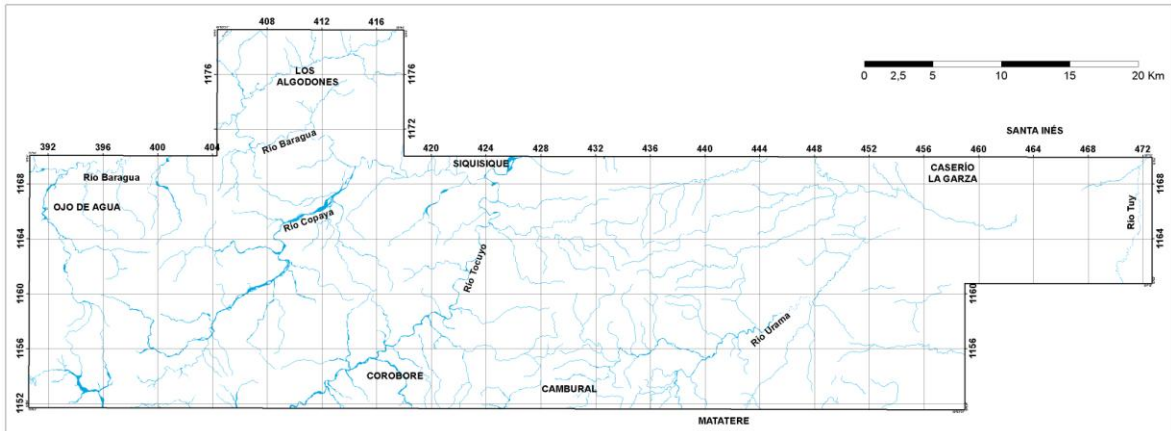 408 412 416
1176
LOS
ALGODONES
1176
0 2,5 5 10 15 20 Km
1172
Río Baragua
SANTA INÉS
392 396 400 404
420 424 428 432 436 440 444 448 452 456 460 464 468 472
SIQUISIQUE
CASERÍO
LA GARZA
1168
Río Baragua
1168
OJO DE AGUA
Río Copaya
Río Tuy
1164
1164
Río Tocuyo
1160
1160
Río Urama
1156
1156
COROBORE
CAMBURAL
1152
MATATERE